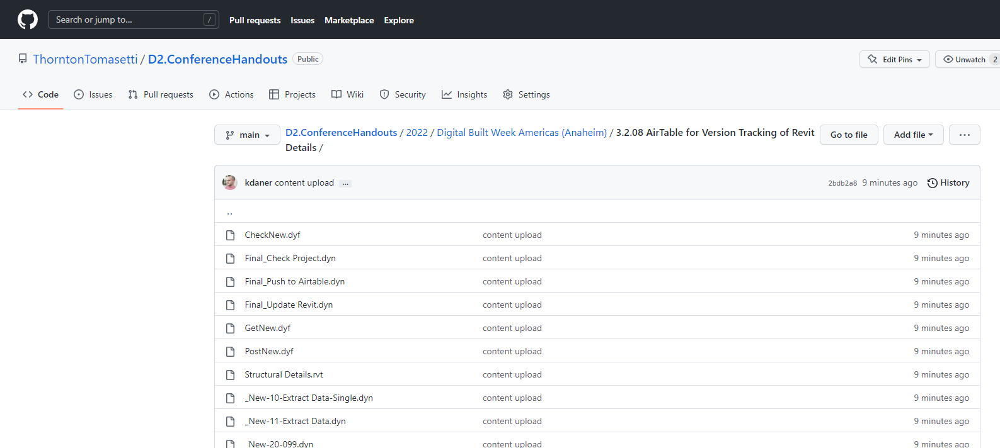 Search or jump to... / Pull requests Issues Marketplace Explore
ThorntonTomasetti / D2.ConferenceHandouts Public Edit Pins Unwatch 2
Code Issues Pull requests Actions Projects Wiki Security Insights Settings
main D2.ConferenceHandouts / 2022 / Digital Built Week Americas (Anaheim) / 3.2.08 AirTable for Version Tracking of Revit Go to file Add file ...
Details /
kdaner content upload ... 2bdb2a8 9 minutes ago History
..
CheckNew.dyf content upload 9 minutes ago
Final_Check Project.dyn content upload 9 minutes ago
Final_Push to Airtable.dyn content upload 9 minutes ago
Final_Update Revit.dyn content upload 9 minutes ago
GetNew.dyf content upload 9 minutes ago
PostNew.dyf content upload 9 minutes ago
Structural Details.rvt content upload 9 minutes ago
_New-10-Extract Data-Single.dyn content upload 9 minutes ago
_New-11-Extract Data.dyn content upload 9 minutes ago
_New-20-099.dyn content upload 9 minutes ago